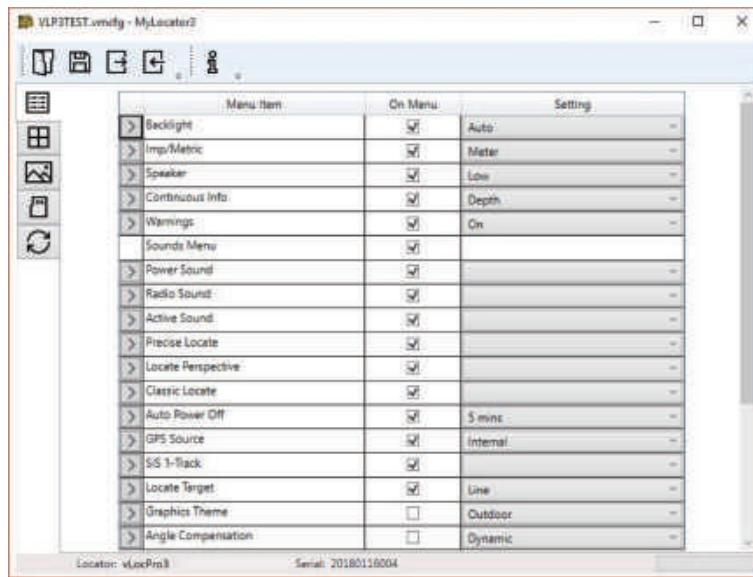 VLP3TEST.vmcfg - MyLocator3
Menu Item On Menu Setting
Backlight Auto
Imp/Metric Meter
Speaker Low
Continuous Info Depth
Warnings On
Sounds Menu
Power Sound
Radio Sound
Active Sound
Precise Locate
Locate Perspective
Classic Locate
Auto Power Off 5 mins
GPS Source Internal
SiS 1-Track
Locate Target Line
Graphics Theme Outdoor
Angle Compensation Dynamic
Locator: vLocPro3 Serial: 20180116004